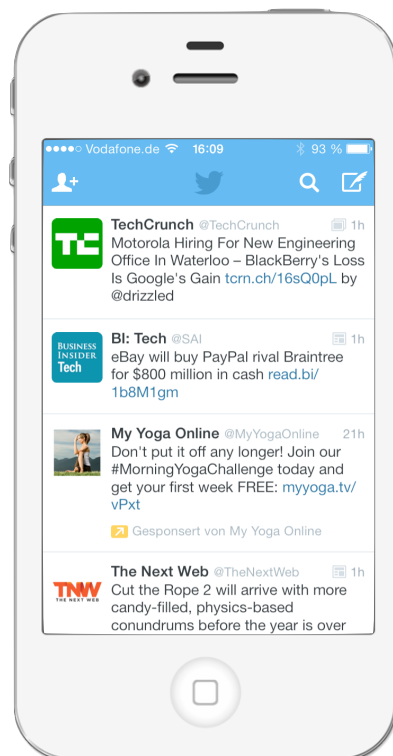 Vodafone.de 16:09 93 %
TechCrunch @TechCrunch 1h
Motorola Hiring For New Engineering
Office In Waterloo – BlackBerry's Loss
Is Google's Gain tcrn.ch/16sQ0pL by
@drizzled
BUSINESS
INSIDER
Tech
BI: Tech @SAI 1h
eBay will buy PayPal rival Braintree
for $800 million in cash read.bi/
1b8M1gm
My Yoga Online @MyYogaOnline 21h
Don't put it off any longer! Join our
#MorningYogaChallenge today and
get your first week FREE: myyoga.tv/
vPxt
Gesponsert von My Yoga Online
TNW
THE NEXT WEB
The Next Web @TheNextWeb 1h
Cut the Rope 2 will arrive with more
candy-filled, physics-based
conundrums before the year is over